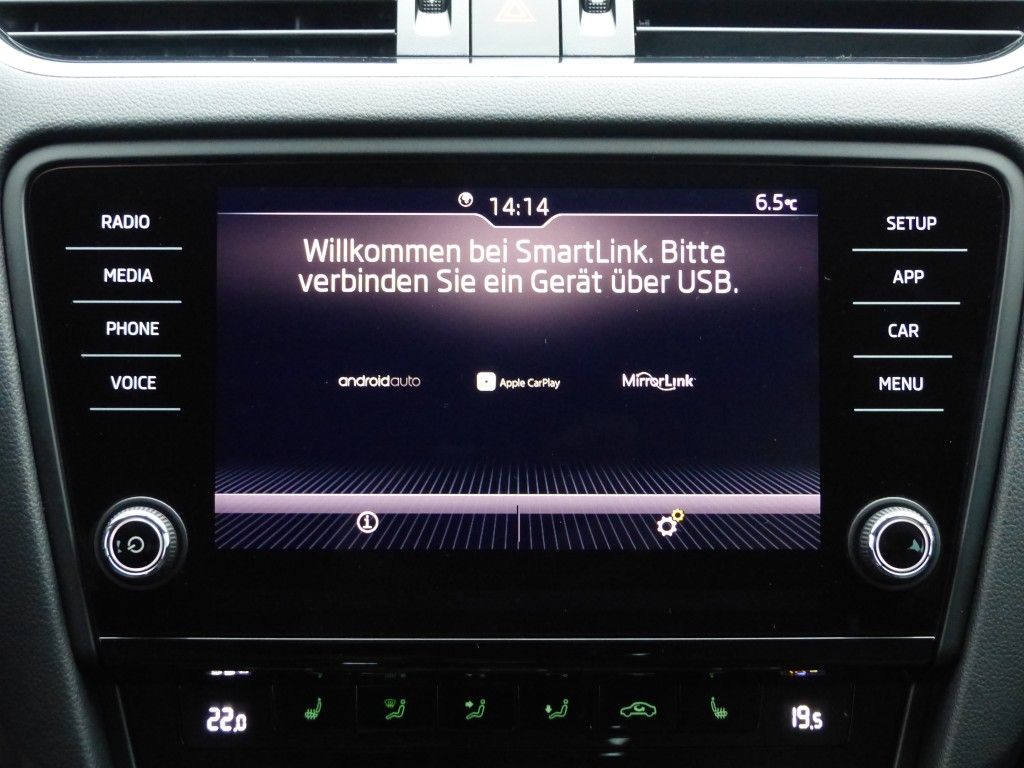 14:14
6.5°C
RADIO
MEDIA
PHONE
VOICE
Willkommen bei SmartLink. Bitte
verbinden Sie ein Gerät über USB.
androidauto
Apple CarPlay
MirrorLink
SETUP
APP
CAR
MENU
22.0
19.5